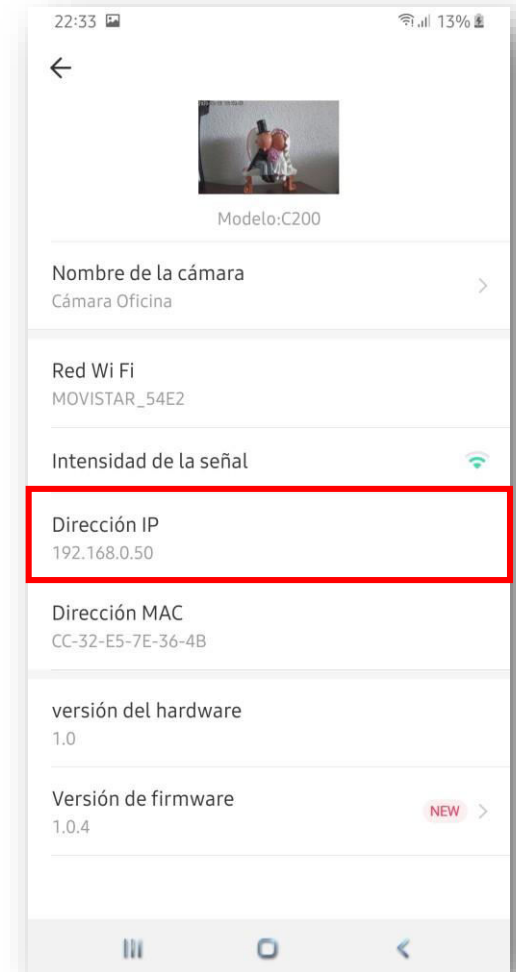 22:33
13%
Modelo:C200
Nombre de la cámara
Cámara Oficina
Red Wi Fi
MOVISTAR_54E2
Intensidad de la señal
Dirección IP
192.168.0.50
Dirección MAC
CC-32-E5-7E-36-4B
versión del hardware
1.0
Versión de firmware
NEW
1.0.4